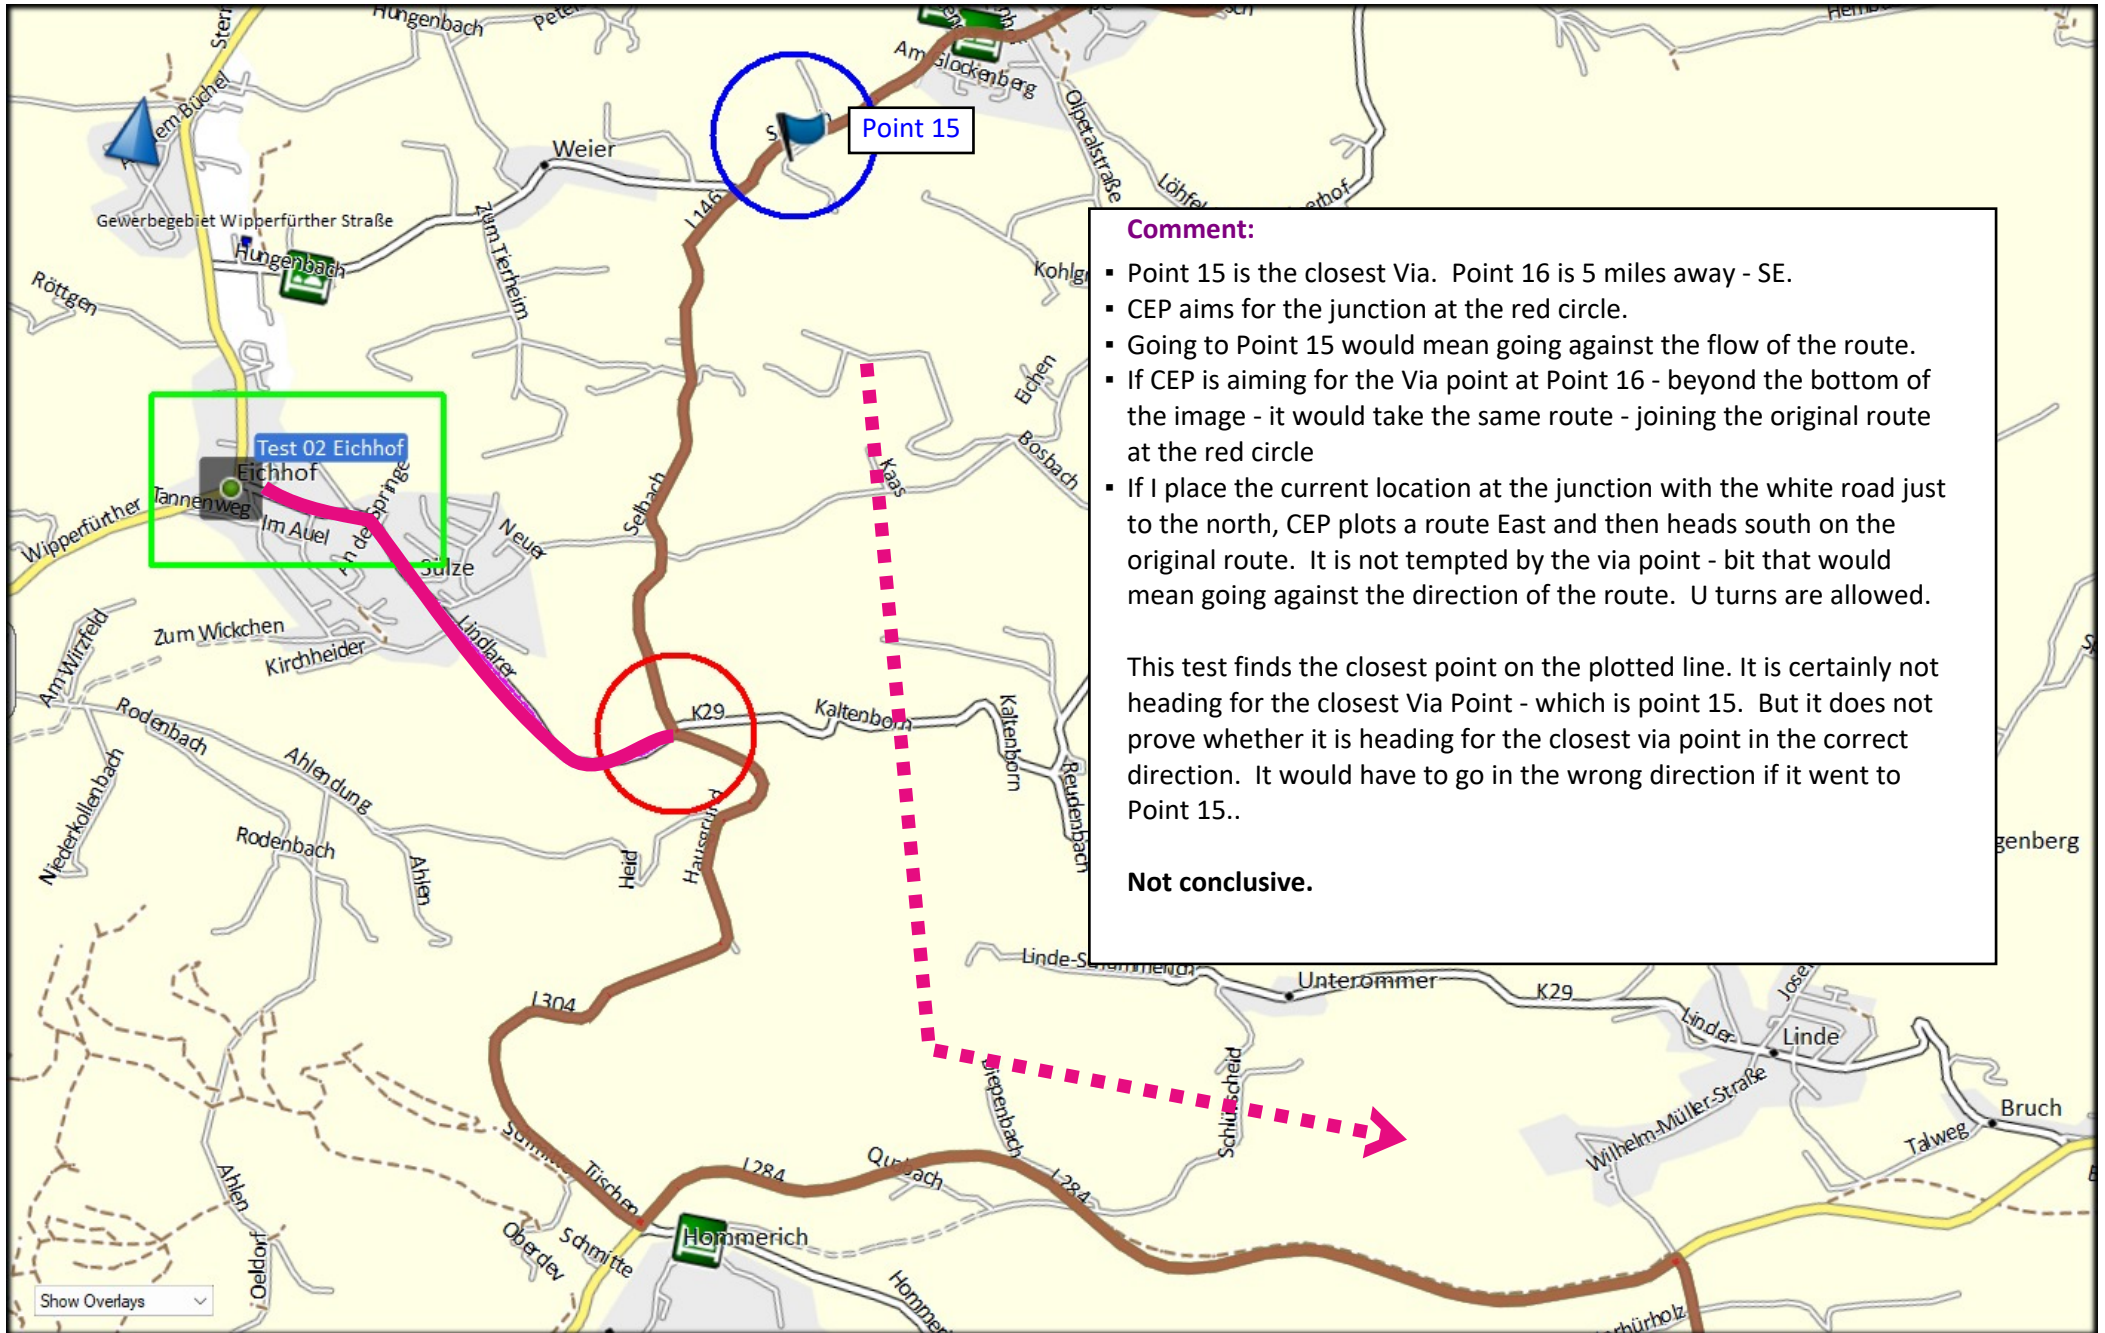 Hungenbach
Am Glockenberg
Point 15
Weier
Olpetalstraße
L146
Gewerbegebiet Wipperfürther Straße
Zum Tierheim
Hungenbach
Röttgen
Comment:
▪ Point 15 is the closest Via.  Point 16 is 5 miles away - SE.
▪ CEP aims for the junction at the red circle.
▪ Going to Point 15 would mean going against the flow of the route.
▪ If CEP is aiming for the Via point at Point 16 - beyond the bottom of
the image - it would take the same route - joining the original route
at the red circle
▪ If I place the current location at the junction with the white road just
to the north, CEP plots a route East and then heads south on the
original route.  It is not tempted by the via point - bit that would
mean going against the direction of the route.  U turns are allowed.
This test finds the closest point on the plotted line. It is certainly not
heading for the closest Via Point - which is point 15.  But it does not
prove whether it is heading for the closest via point in the correct
direction.  It would have to go in the wrong direction if it went to
Point 15..
Not conclusive.
Eichen
Bosbach
Kaas
Selbach
Test 02 Eichhof
Eichhof
Tannenweg
Wipperfürther
Im Auel
Neuer
Sülze
Zum Wickchen
Kirchheider
Lindlarer
Am Wirzfeld
Rodenbach
Ahlendung
Niederkollenbach
Rodenbach
Ahlen
Heid
Hausgrund
K29
Kaltenborn
Kaltenborn
Reudenbach
genberg
L304
Unterommer
K29
Linder
Linde
Diepenbach
Schlürscheid
Wilhelm-Müller-Straße
Bruch
Talweg
Tüschen
L284
L284
Ahlen
Oeldorf
Oberdev
Schmitte
Hommerich
Show Overlays